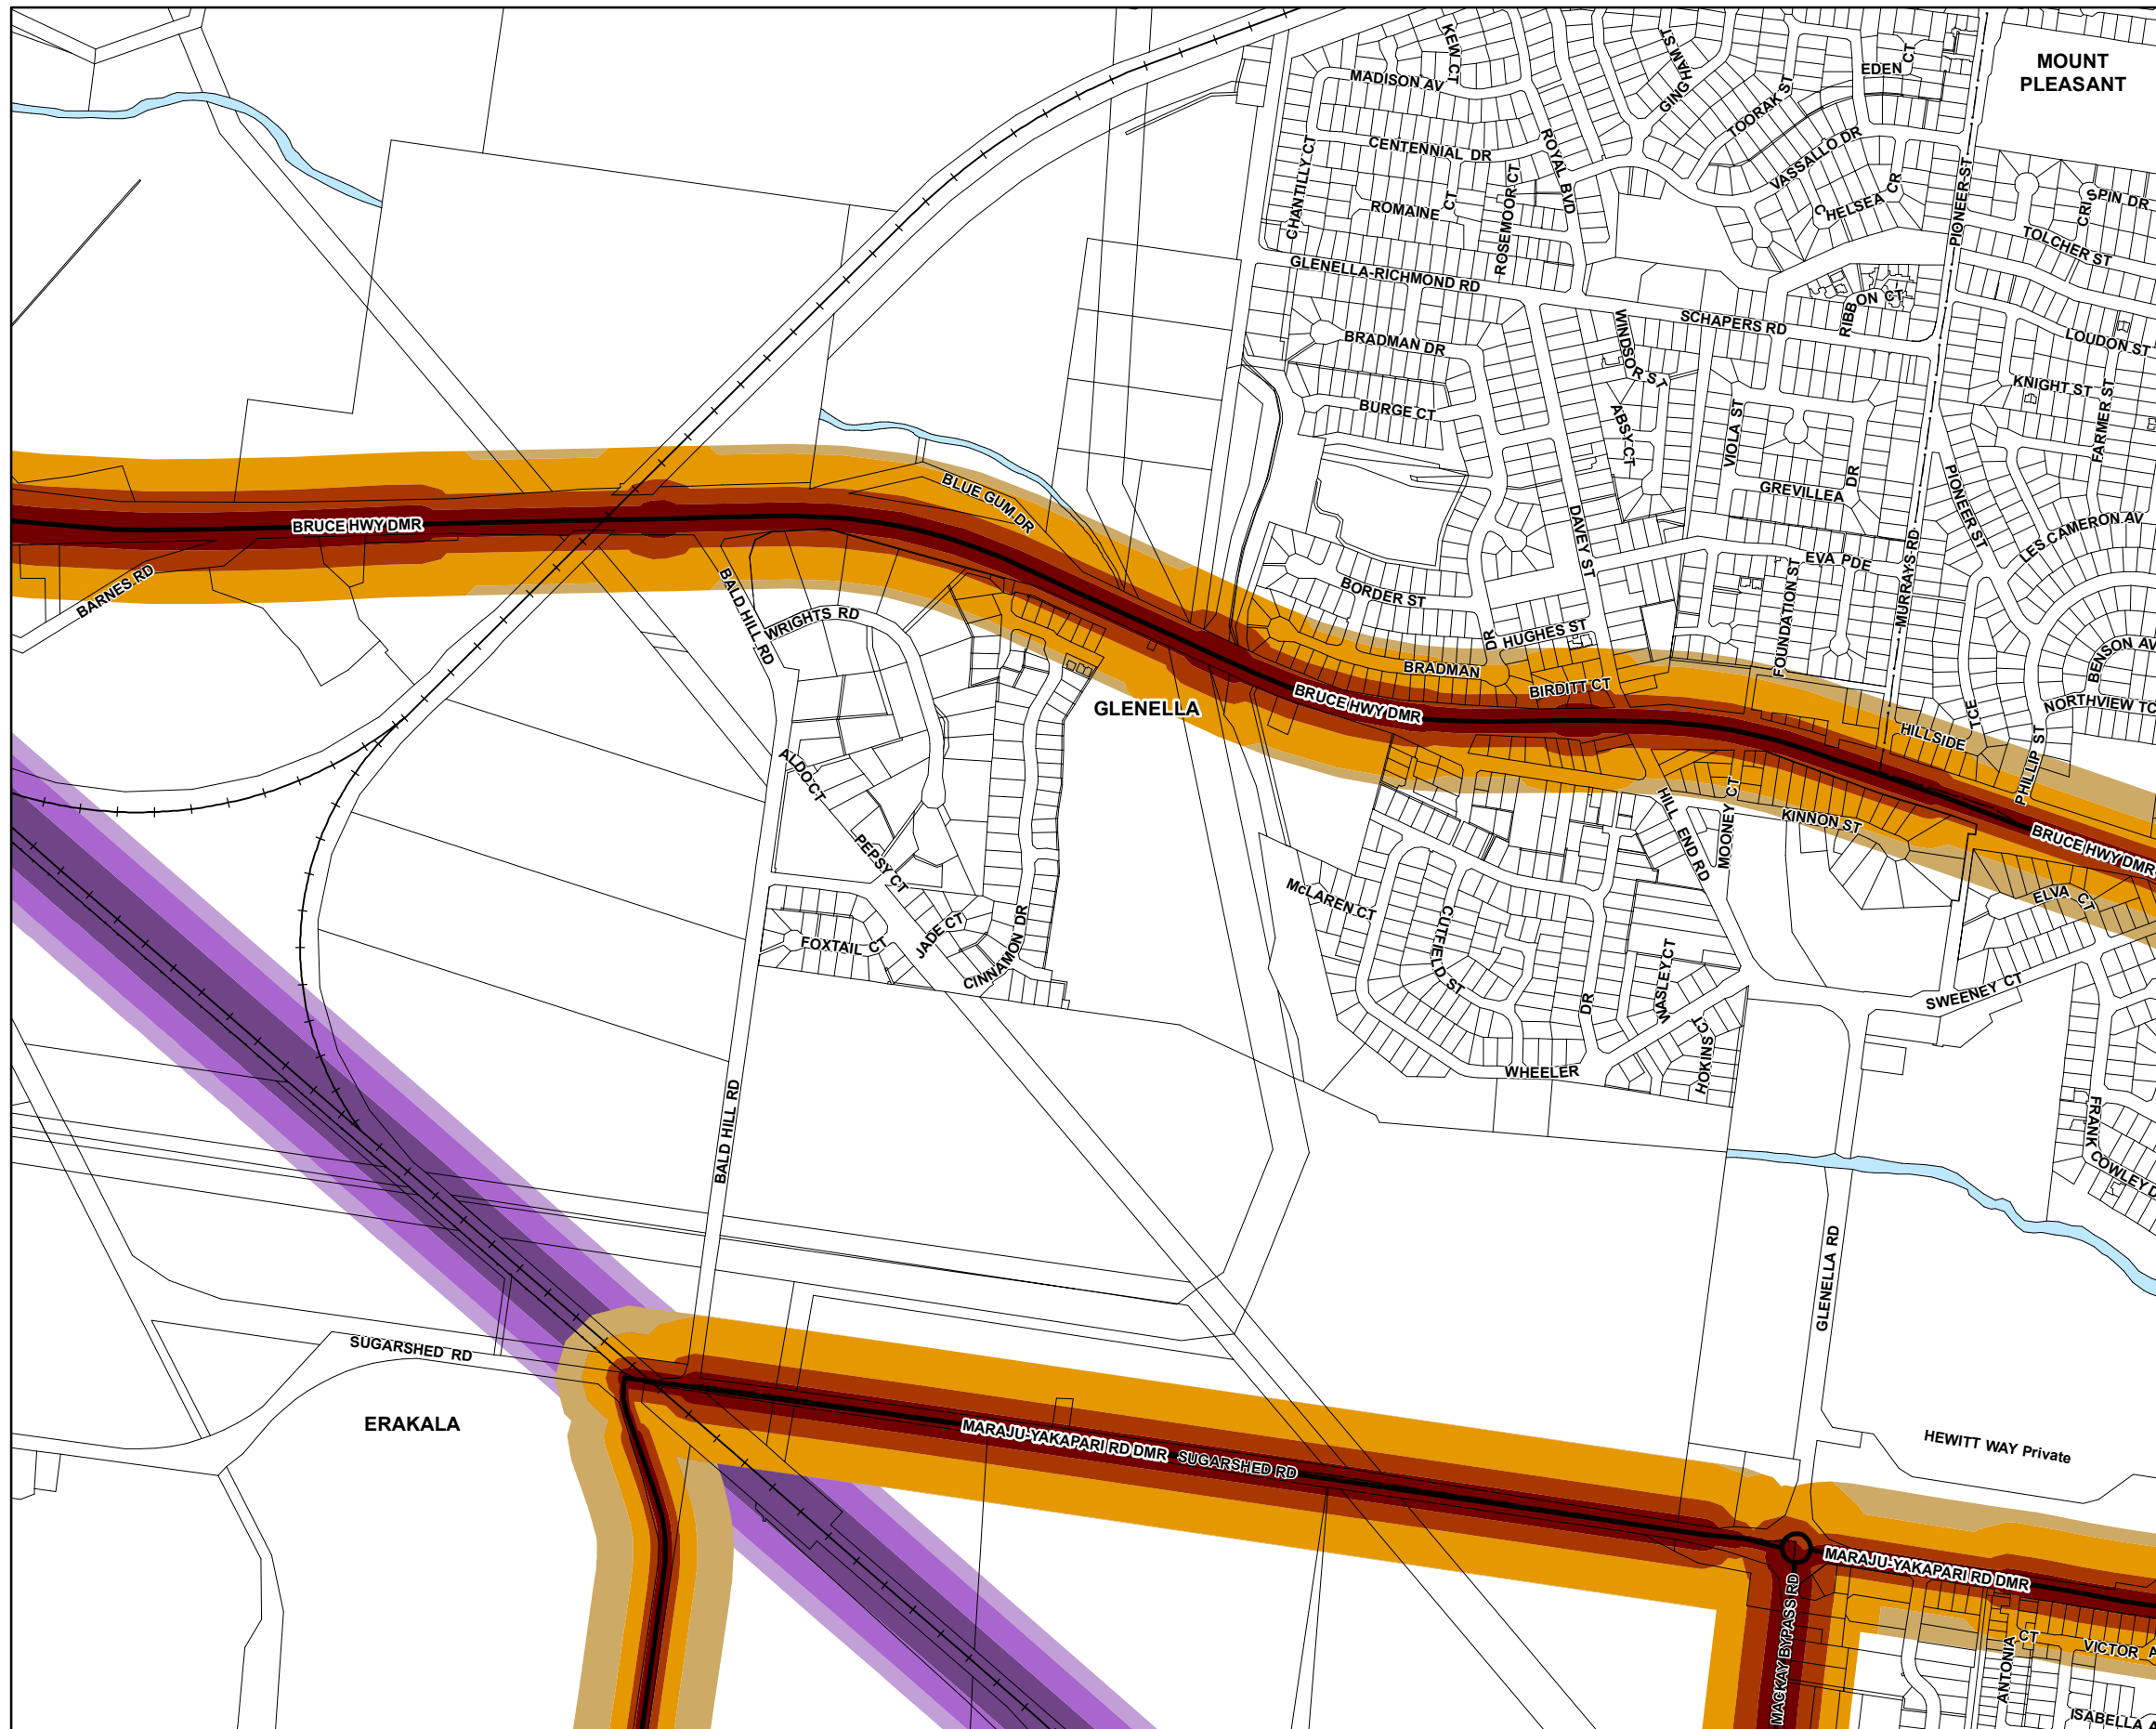 MOUNT
PLEASANT
KEW CT
GINGHAM ST
EDEN CT
MADISON AV
TOORAK ST
CENTENNIAL DR
ROYAL BVD
VASSALLO DR
CHANTILLY CT
ROMAINE CT
ROSEMOOR CT
CHELSEA CR
PIONEER ST
SPIN DR
CRI
TOLCHER ST
GLENELLA-RICHMOND RD
RIBBON CT
SCHAPERS RD
LOUDON ST
BRADMAN DR
WINDSOR ST
KNIGHT ST
FARMER ST
BURGE CT
ABSY CT
VIOLA ST
GREVILLEA DR
PIONEER ST
BLUE GUM DR
BRUCE HWY DMR
DAVEY ST
LES CAMERON AV
EVA PDE
MURRAYS RD
BARNES RD
BALD HILL RD
WRIGHTS RD
BORDER ST
FOUNDATION ST
HUGHES ST
BRADMAN DR
BENSON AV
BIRDITT CT
BRUCE HWY DMR
GLENELLA
NORTHVIEW TC
HILLSIDE TCE
PHILLIP ST
ALDO CT
HILL END RD
MOONEY CT
KINNON ST
BRUCE HWY DMR
PEPSY CT
McLAREN CT
CUTFIELD ST
ELVA CT
FOXTAIL CT
JADE CT
CINNAMON DR
WASLEY CT
SWEENEY CT
HOKINS CT
WHEELER DR
BALD HILL RD
FRANK COWLEY D
GLENELLA RD
SUGARSHED RD
ERAKALA
MARAJU-YAKAPARI RD DMR
SUGARSHED RD
HEWITT WAY Private
MARAJU-YAKAPARI RD DMR
MACKAY BYPASS RD
ANTONIA CT
VICTOR A
ISABELLA A